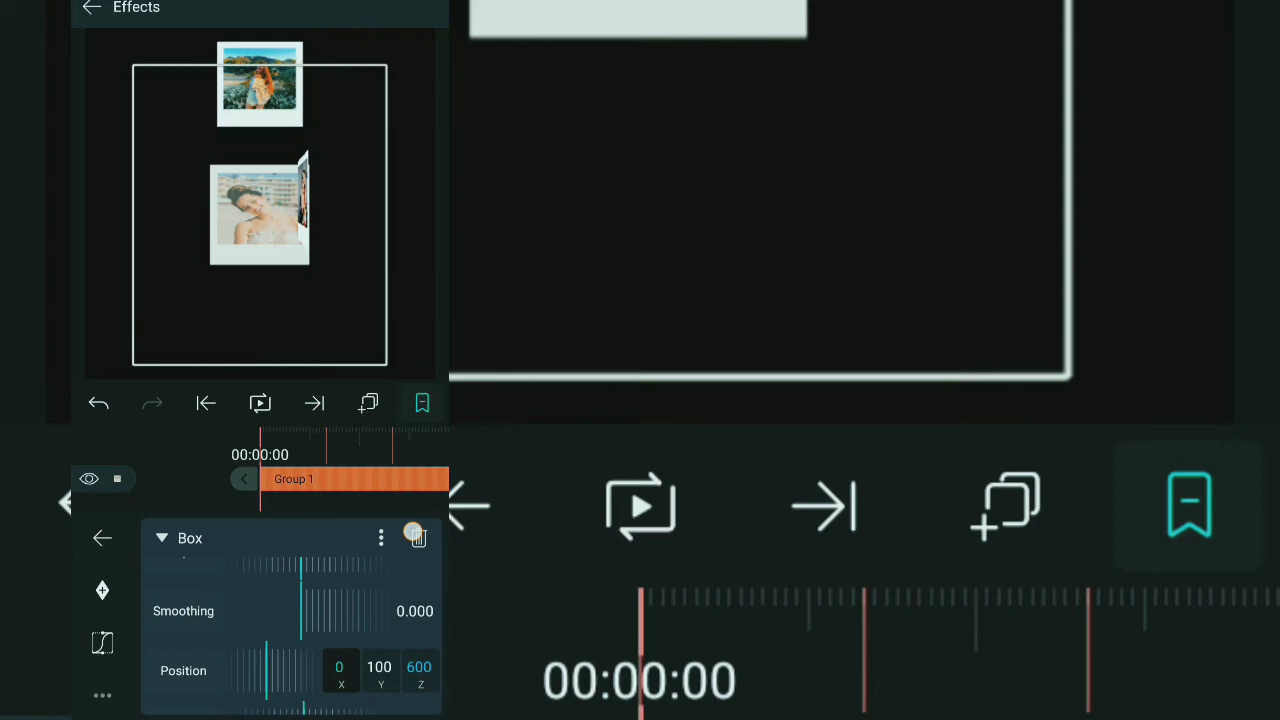 Effects
00:00:00
Group 1
Box
Smoothing
0.000
Position
0
100
600
X
Y
Z
00:00:00